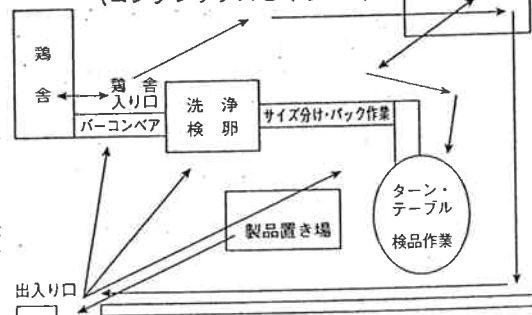 鶏舎
鶏舎
入り口
バーコンベア
洗浄
検卵
サイズ分け・パック作業
ターン・
テーブル
検品作業
製品置き場
出入り口